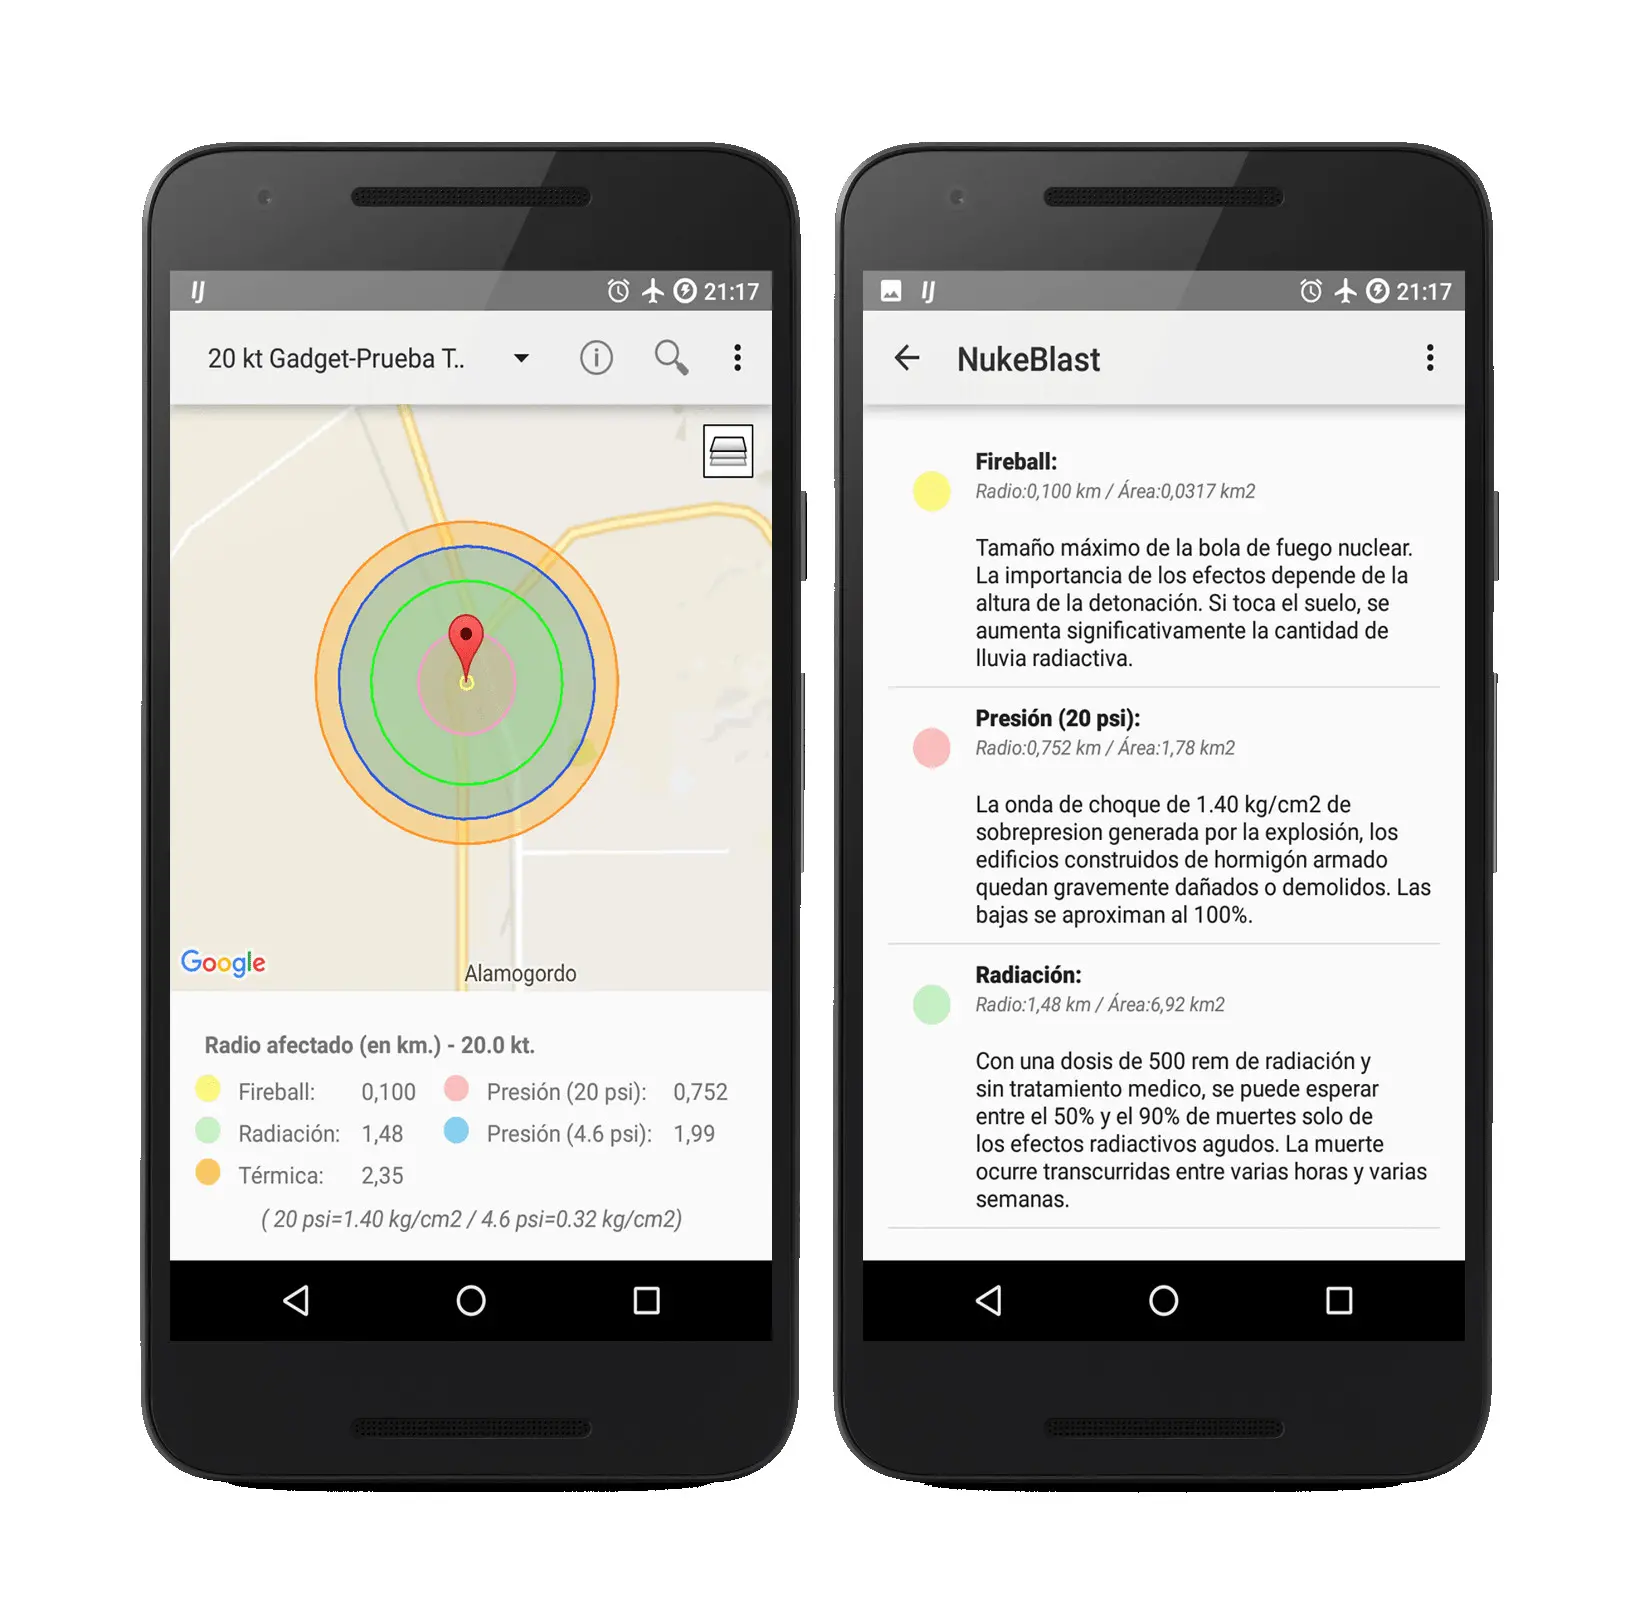 IJ 21:17
20 kt Gadget-Prueba T..
Google
Alamogordo
Radio afectado (en km.) - 20.0 kt.
Fireball: 0,100 Presión (20 psi): 0,752
Radiación: 1,48 Presión (4.6 psi): 1,99
Térmica: 2,35
( 20 psi=1.40 kg/cm2 / 4.6 psi=0.32 kg/cm2)
IJ 21:17
NukeBlast
Fireball:
Radio:0,100 km / Área:0,0317 km2
Tamaño máximo de la bola de fuego nuclear.
La importancia de los efectos depende de la
altura de la detonación. Si toca el suelo, se
aumenta significativamente la cantidad de
lluvia radiactiva.
Presión (20 psi):
Radio:0,752 km / Área:1,78 km2
La onda de choque de 1.40 kg/cm2 de
sobrepresion generada por la explosión, los
edificios construidos de hormigón armado
quedan gravemente dañados o demolidos. Las
bajas se aproximan al 100%.
Radiación:
Radio:1,48 km / Área:6,92 km2
Con una dosis de 500 rem de radiación y
sin tratamiento medico, se puede esperar
entre el 50% y el 90% de muertes solo de
los efectos radiactivos agudos. La muerte
ocurre transcurridas entre varias horas y varias
semanas.